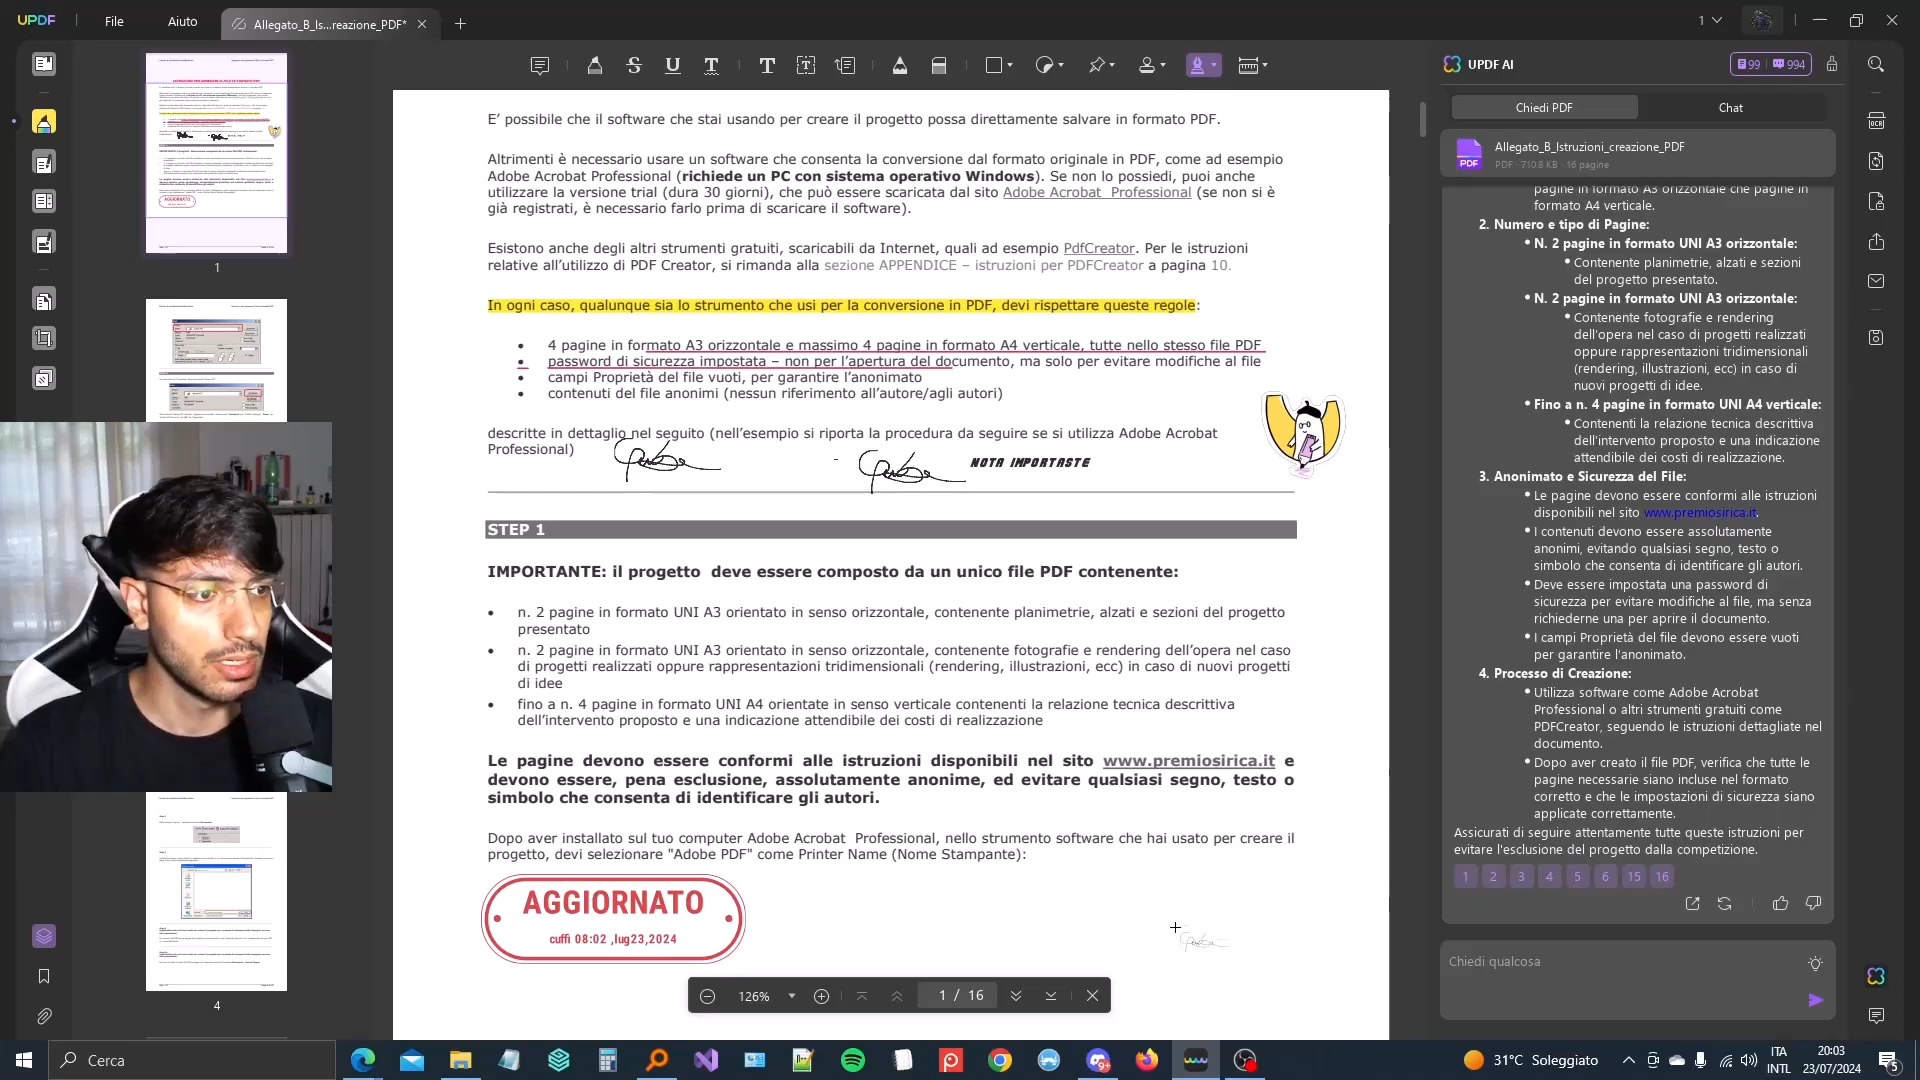 UPDF
File
Aiuto
Allegato_B_Is...reazione_PDF*
1
UPDF AI
99
994
Chiedi PDF
Chat
Allegato_B_Istruzioni_creazione_PDF
PDF · 710.8 KB · 16 pagine
1
4
E’ possibile che il software che stai usando per creare il progetto possa direttamente salvare in formato PDF.
Altrimenti è necessario usare un software che consenta la conversione dal formato originale in PDF, come ad esempio
Adobe Acrobat Professional (richiede un PC con sistema operativo Windows). Se non lo possiedi, puoi anche
utilizzare la versione trial (dura 30 giorni), che può essere scaricata dal sito Adobe Acrobat Professional (se non si è
già registrati, è necessario farlo prima di scaricare il software).
Esistono anche degli altri strumenti gratuiti, scaricabili da Internet, quali ad esempio PdfCreator. Per le istruzioni
relative all’utilizzo di PDF Creator, si rimanda alla sezione APPENDICE – istruzioni per PDFCreator a pagina 10.
In ogni caso, qualunque sia lo strumento che usi per la conversione in PDF, devi rispettare queste regole:
• 4 pagine in formato A3 orizzontale e massimo 4 pagine in formato A4 verticale, tutte nello stesso file PDF
• password di sicurezza impostata – non per l’apertura del documento, ma solo per evitare modifiche al file
• campi Proprietà del file vuoti, per garantire l’anonimato
• contenuti del file anonimi (nessun riferimento all’autore/agli autori)
descritte in dettaglio nel seguito (nell’esempio si riporta la procedura da seguire se si utilizza Adobe Acrobat
Professional)
NOTA IMPORTASTE
STEP 1
IMPORTANTE: il progetto deve essere composto da un unico file PDF contenente:
• n. 2 pagine in formato UNI A3 orientato in senso orizzontale, contenente planimetrie, alzati e sezioni del progetto
presentato
• n. 2 pagine in formato UNI A3 orientato in senso orizzontale, contenente fotografie e rendering dell’opera nel caso
di progetti realizzati oppure rappresentazioni tridimensionali (rendering, illustrazioni, ecc) in caso di nuovi progetti
di idee
• fino a n. 4 pagine in formato UNI A4 orientate in senso verticale contenenti la relazione tecnica descrittiva
dell’intervento proposto e una indicazione attendibile dei costi di realizzazione
Le pagine devono essere conformi alle istruzioni disponibili nel sito www.premiosirica.it e
devono essere, pena esclusione, assolutamente anonime, ed evitare qualsiasi segno, testo o
simbolo che consenta di identificare gli autori.
Dopo aver installato sul tuo computer Adobe Acrobat Professional, nello strumento software che hai usato per creare il
progetto, devi selezionare "Adobe PDF" come Printer Name (Nome Stampante):
AGGIORNATO
cuffi 08:02 ,lug23,2024
126%
1 / 16
pagine in formato A3 orizzontale che pagine in
formato A4 verticale.
2. Numero e tipo di Pagine:
• N. 2 pagine in formato UNI A3 orizzontale:
• Contenente planimetrie, alzati e sezioni
del progetto presentato.
• N. 2 pagine in formato UNI A3 orizzontale:
• Contenente fotografie e rendering
dell'opera nel caso di progetti realizzati
oppure rappresentazioni tridimensionali
(rendering, illustrazioni, ecc) in caso di
nuovi progetti di idee.
• Fino a n. 4 pagine in formato UNI A4 verticale:
• Contenenti la relazione tecnica descrittiva
dell'intervento proposto e una indicazione
attendibile dei costi di realizzazione.
3. Anonimato e Sicurezza del File:
• Le pagine devono essere conformi alle istruzioni
disponibili nel sito www.premiosirica.it.
• I contenuti devono essere assolutamente
anonimi, evitando qualsiasi segno, testo o
simbolo che consenta di identificare gli autori.
• Deve essere impostata una password di
sicurezza per evitare modifiche al file, ma senza
richiederne una per aprire il documento.
• I campi Proprietà del file devono essere vuoti
per garantire l'anonimato.
4. Processo di Creazione:
• Utilizza software come Adobe Acrobat
Professional o altri strumenti gratuiti come
PDFCreator, seguendo le istruzioni dettagliate nel
documento.
• Dopo aver creato il file PDF, verifica che tutte le
pagine necessarie siano incluse nel formato
corretto e che le impostazioni di sicurezza siano
applicate correttamente.
Assicurati di seguire attentamente tutte queste istruzioni per
evitare l'esclusione del progetto dalla competizione.
1 2 3 4 5 6 15 16
Chiedi qualcosa
Cerca
31°C Soleggiato
ITA
INTL
20:03
23/07/2024
5